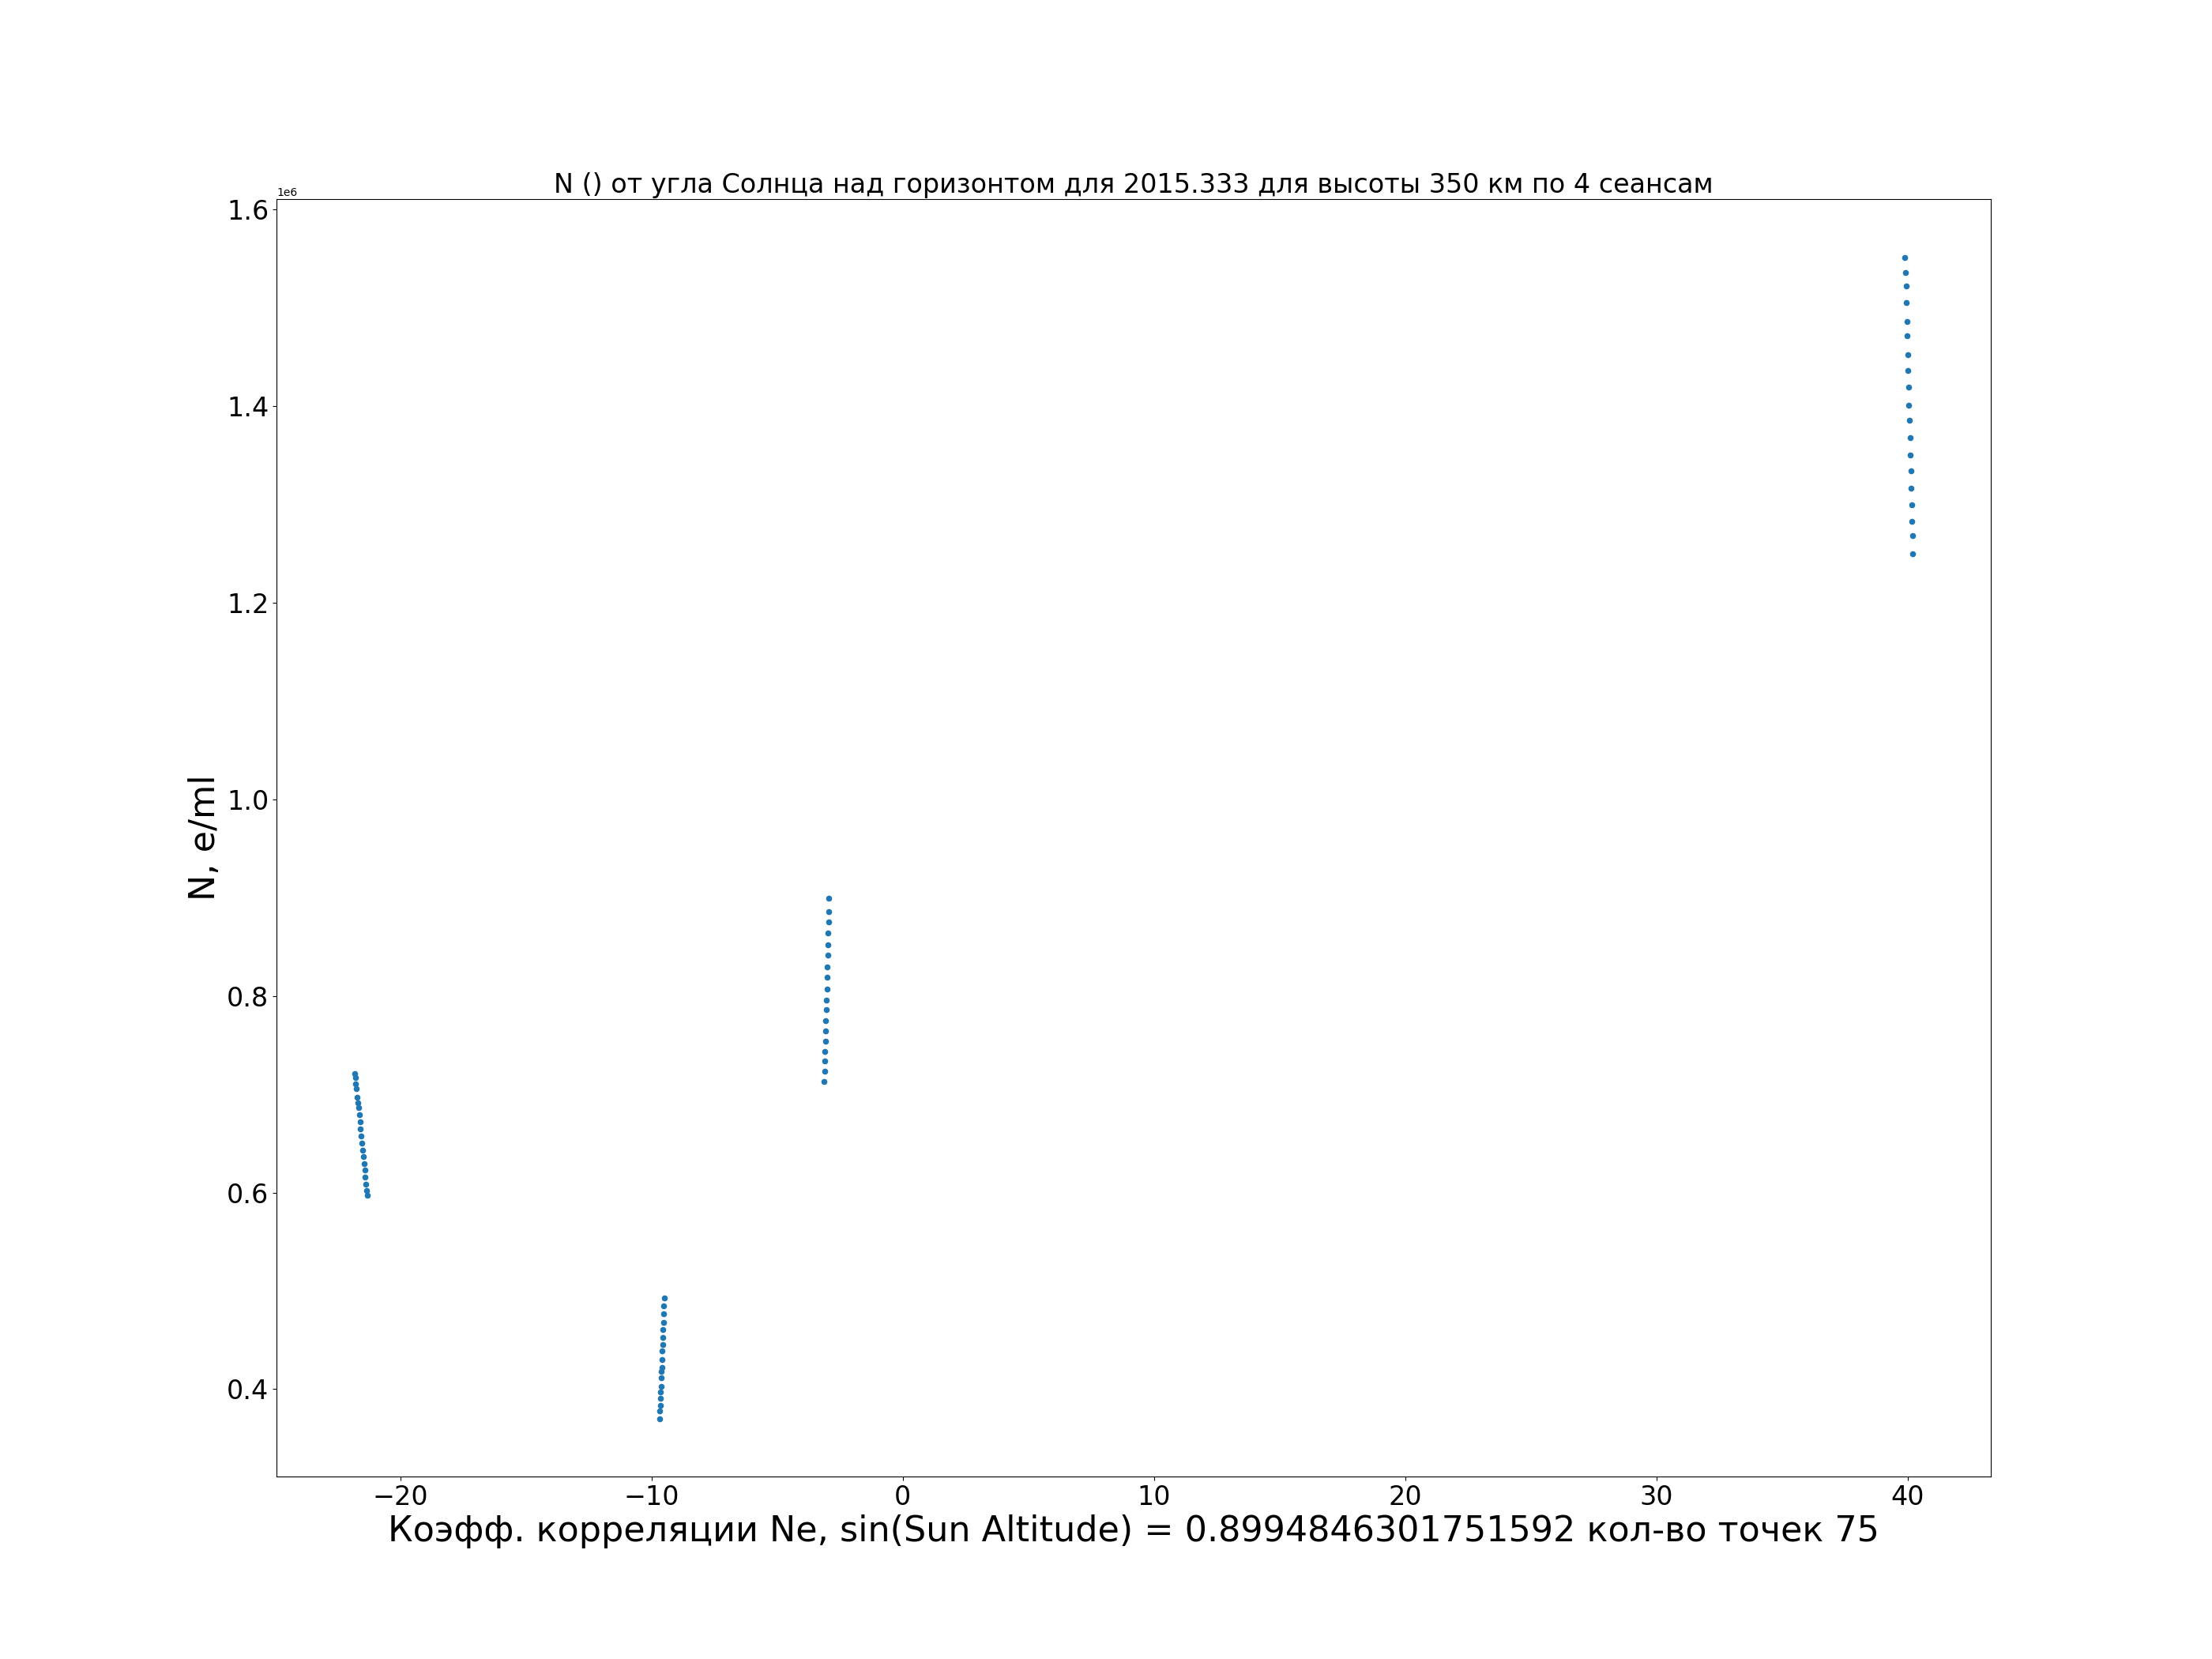 N () от угла Солнца над горизонтом для 2015.333 для высоты 350 км по 4 сеансам
1e6
1.6
1.4
1.2
1.0
0.8
0.6
0.4
N, e/ml
−20 −10 0 10 20 30 40
Коэфф. корреляции Ne, sin(Sun Altitude) = 0.8994846301751592 кол-во точек 75